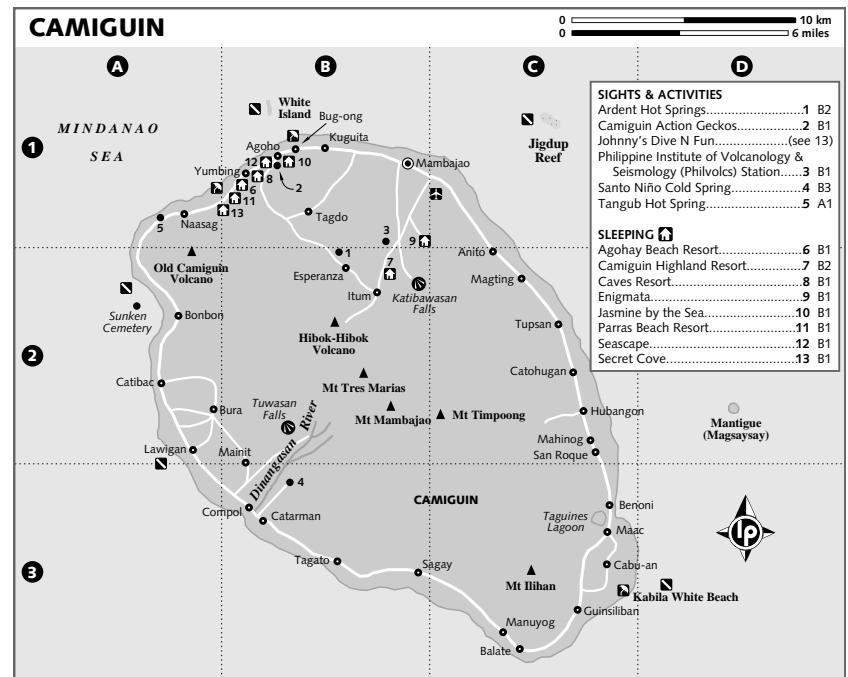 CAMIGUIN
0 10 km
0 6 miles
A B C D
1
2
3
MINDANAO
SEA
White
Island
Bug-ong
Agoho
Kuguita
Yumbing
12
10
8
6
2
11
13
Mambajao
Jigdup
Reef
5
Naasag
Tagdo
3
9
1
7
Old Camiguin
Volcano
Esperanza
Itum
Katibawasan
Falls
Anito
Magting
Sunken
Cemetery
Bonbon
Hibok-Hibok
Volcano
Tupsan
Catibac
Mt Tres Marias
Catohugan
Bura
Tuwasan
Falls
Mt Mambajao
Mt Timpoong
Hubangon
Mantigue
(Magsaysay)
Lawigan
Mainit
Dinangasan River
Mahinog
San Roque
4
CAMIGUIN
Compol
Catarman
Taguines
Lagoon
Benoni
Maac
Tagato
Sagay
Mt Ilihan
Cabu-an
Kabila White Beach
Guinsiliban
Manuyog
Balate
lp
SIGHTS & ACTIVITIES
Ardent Hot Springs 1 B2
Camiguin Action Geckos 2 B1
Johnny's Dive N Fun (see 13)
Philippine Institute of Volcanology &
Seismology (Philvolcs) Station 3 B1
Santo Niño Cold Spring 4 B3
Tangub Hot Spring 5 A1
SLEEPING
Agohay Beach Resort 6 B1
Camiguin Highland Resort 7 B2
Caves Resort 8 B1
Enigmata 9 B1
Jasmine by the Sea 10 B1
Parras Beach Resort 11 B1
Seascape 12 B1
Secret Cove 13 B1